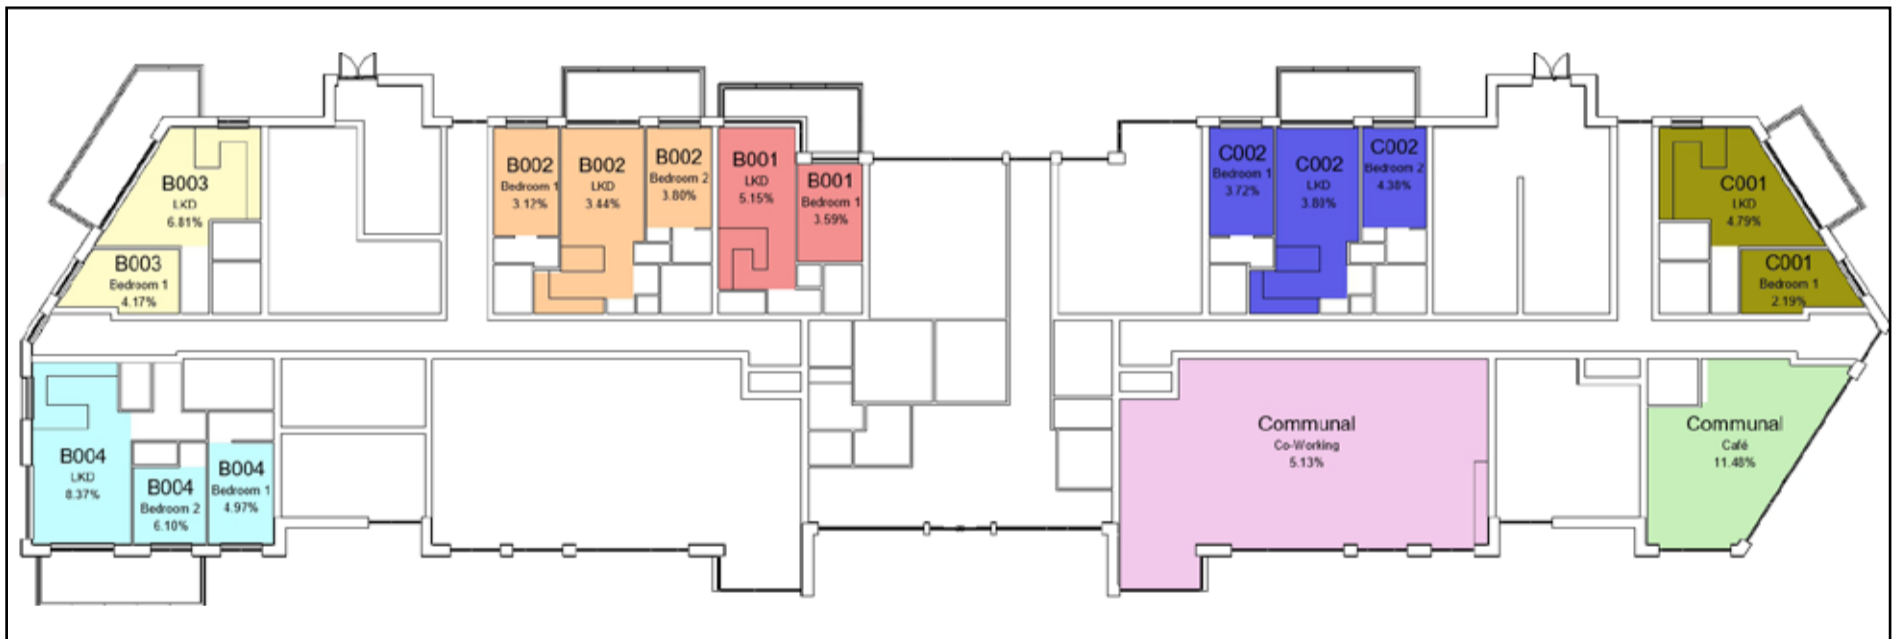 B003
LKD
6.81%
B003
Bedroom 1
4.17%
B002
Bedroom 1
3.12%
B002
LKD
3.44%
B002
Bedroom 2
3.80%
B001
LKD
5.15%
B001
Bedroom 1
3.59%
C002
Bedroom 1
3.72%
C002
LKD
3.80%
C002
Bedroom 2
4.38%
C001
LKD
4.79%
C001
Bedroom 1
2.19%
B004
LKD
8.37%
B004
Bedroom 2
6.10%
B004
Bedroom 1
4.97%
Communal
Co-Working
5.13%
Communal
Café
11.48%